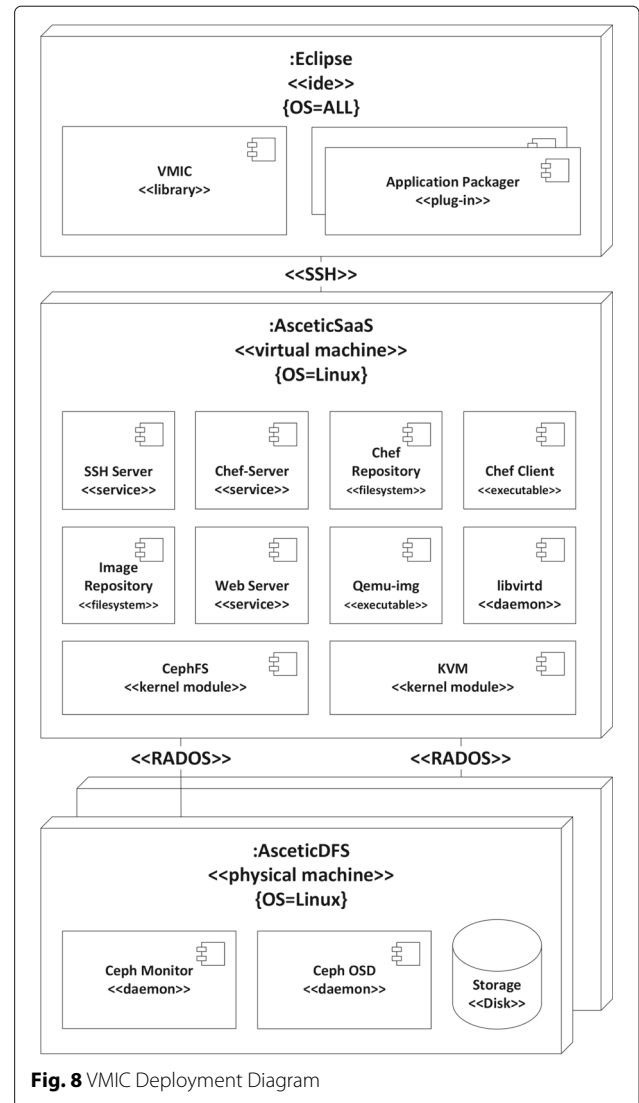 :Eclipse
<<ide>>
{OS=ALL}
VMIC
<<library>>
Application Packager
<<plug-in>>
<<SSH>>
:AsceticSaaS
<<virtual machine>>
{OS=Linux}
SSH Server
<<service>>
Chef-Server
<<service>>
Chef
Repository
<<filesystem>>
Chef Client
<<executable>>
Image
Repository
<<filesystem>>
Web Server
<<service>>
Qemu-img
<<executable>>
libvirtd
<<daemon>>
CephFS
<<kernel module>>
KVM
<<kernel module>>
<<RADOS>>
<<RADOS>>
:AsceticDFS
<<physical machine>>
{OS=Linux}
Ceph Monitor
<<daemon>>
Ceph OSD
<<daemon>>
Storage
<<Disk>>
Fig. 8 VMIC Deployment Diagram